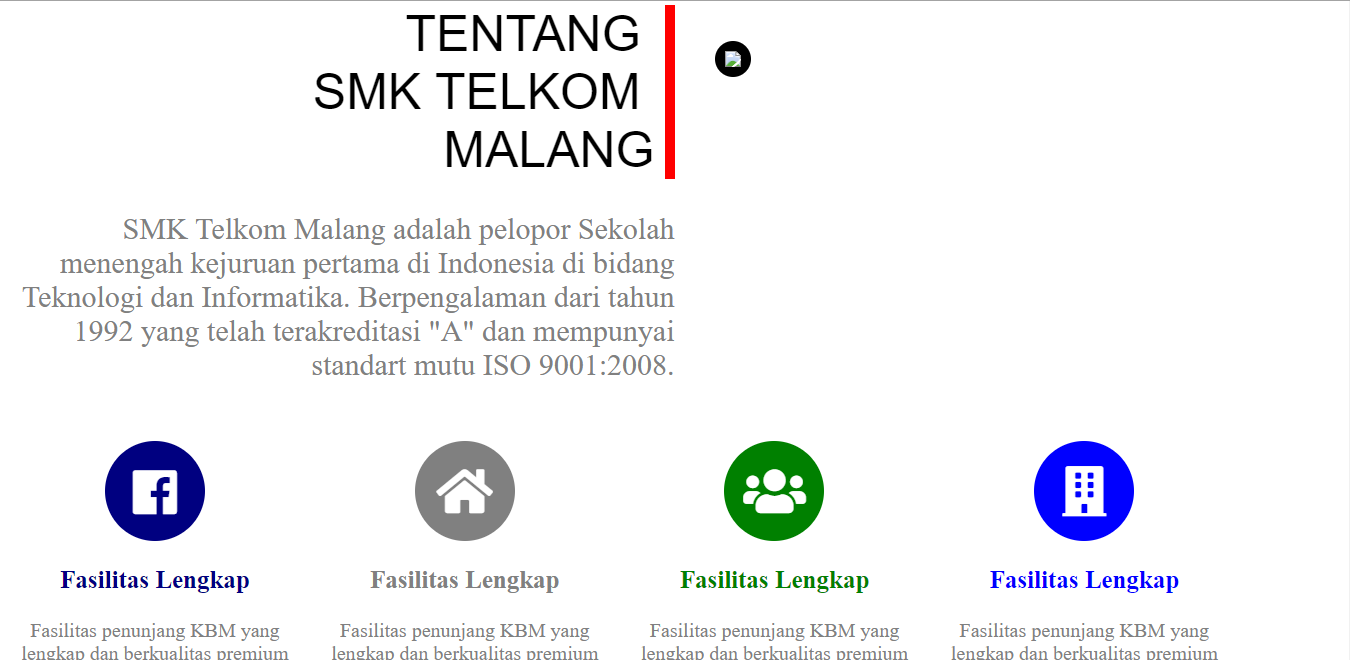 TENTANG
SMK TELKOM
MALANG
SMK Telkom Malang adalah pelopor Sekolah
menengah kejuruan pertama di Indonesia di bidang
Teknologi dan Informatika. Berpengalaman dari tahun
1992 yang telah terakreditasi "A" dan mempunyai
standart mutu ISO 9001:2008.
Fasilitas Lengkap
Fasilitas penunjang KBM yang
lengkap dan berkualitas premium
Fasilitas Lengkap
Fasilitas penunjang KBM yang
lengkap dan berkualitas premium
Fasilitas Lengkap
Fasilitas penunjang KBM yang
lengkap dan berkualitas premium
Fasilitas Lengkap
Fasilitas penunjang KBM yang
lengkap dan berkualitas premium